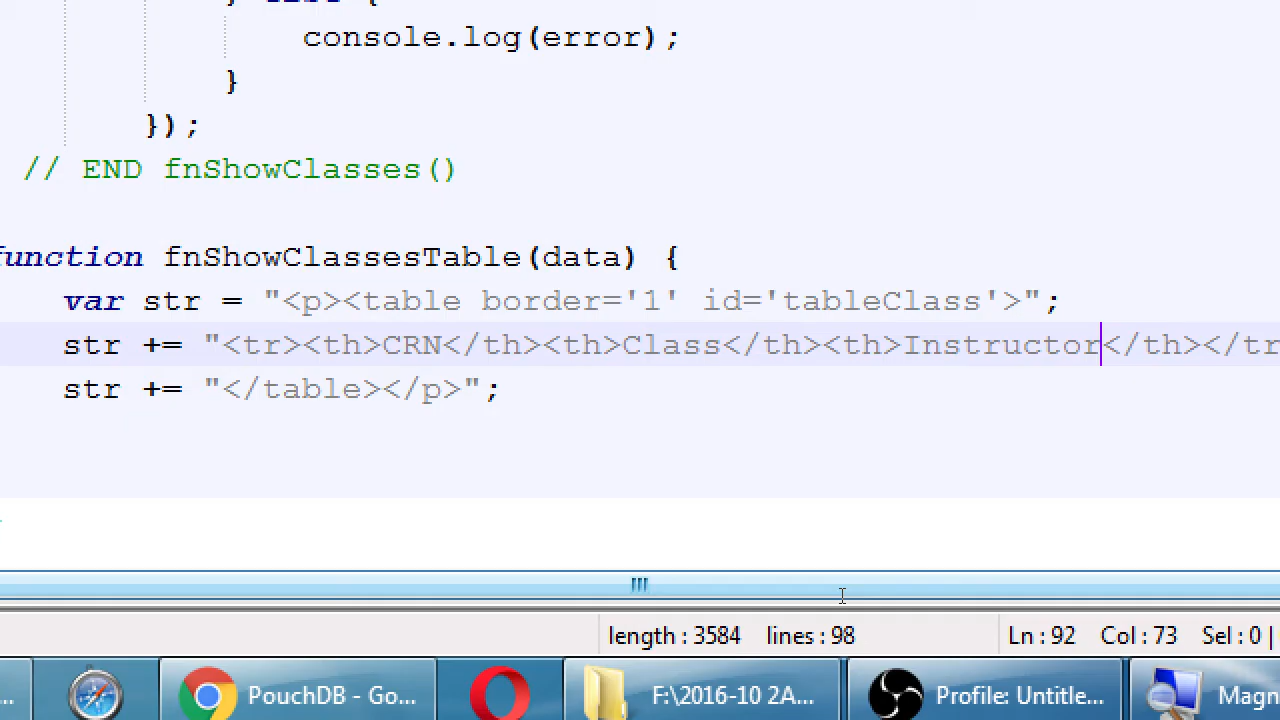 } else {
console.log(error);
}
});
// END fnShowClasses()
function fnShowClassesTable(data) {
var str = "<p><table border='1' id='tableClass'>";
str += "<tr><th>CRN</th><th>Class</th><th>Instructor</th></tr
str += "</table></p>";
length : 3584 lines : 98 Ln : 92 Col : 73 Sel : 0 |
... PouchDB - Go... F:\2016-10 2A... Profile: Untitle... Magn